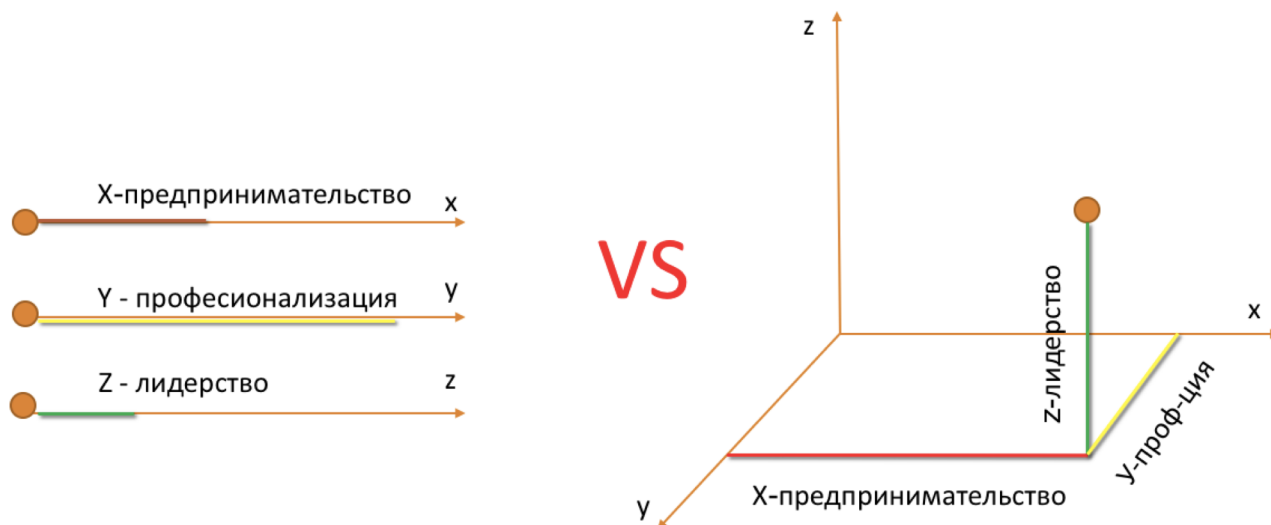 X-предпринимательство
x
Y - професионализация
y
Z - лидерство
z
VS
z
x
y
z-лидерство
У-проф-ция
X-предпринимательство